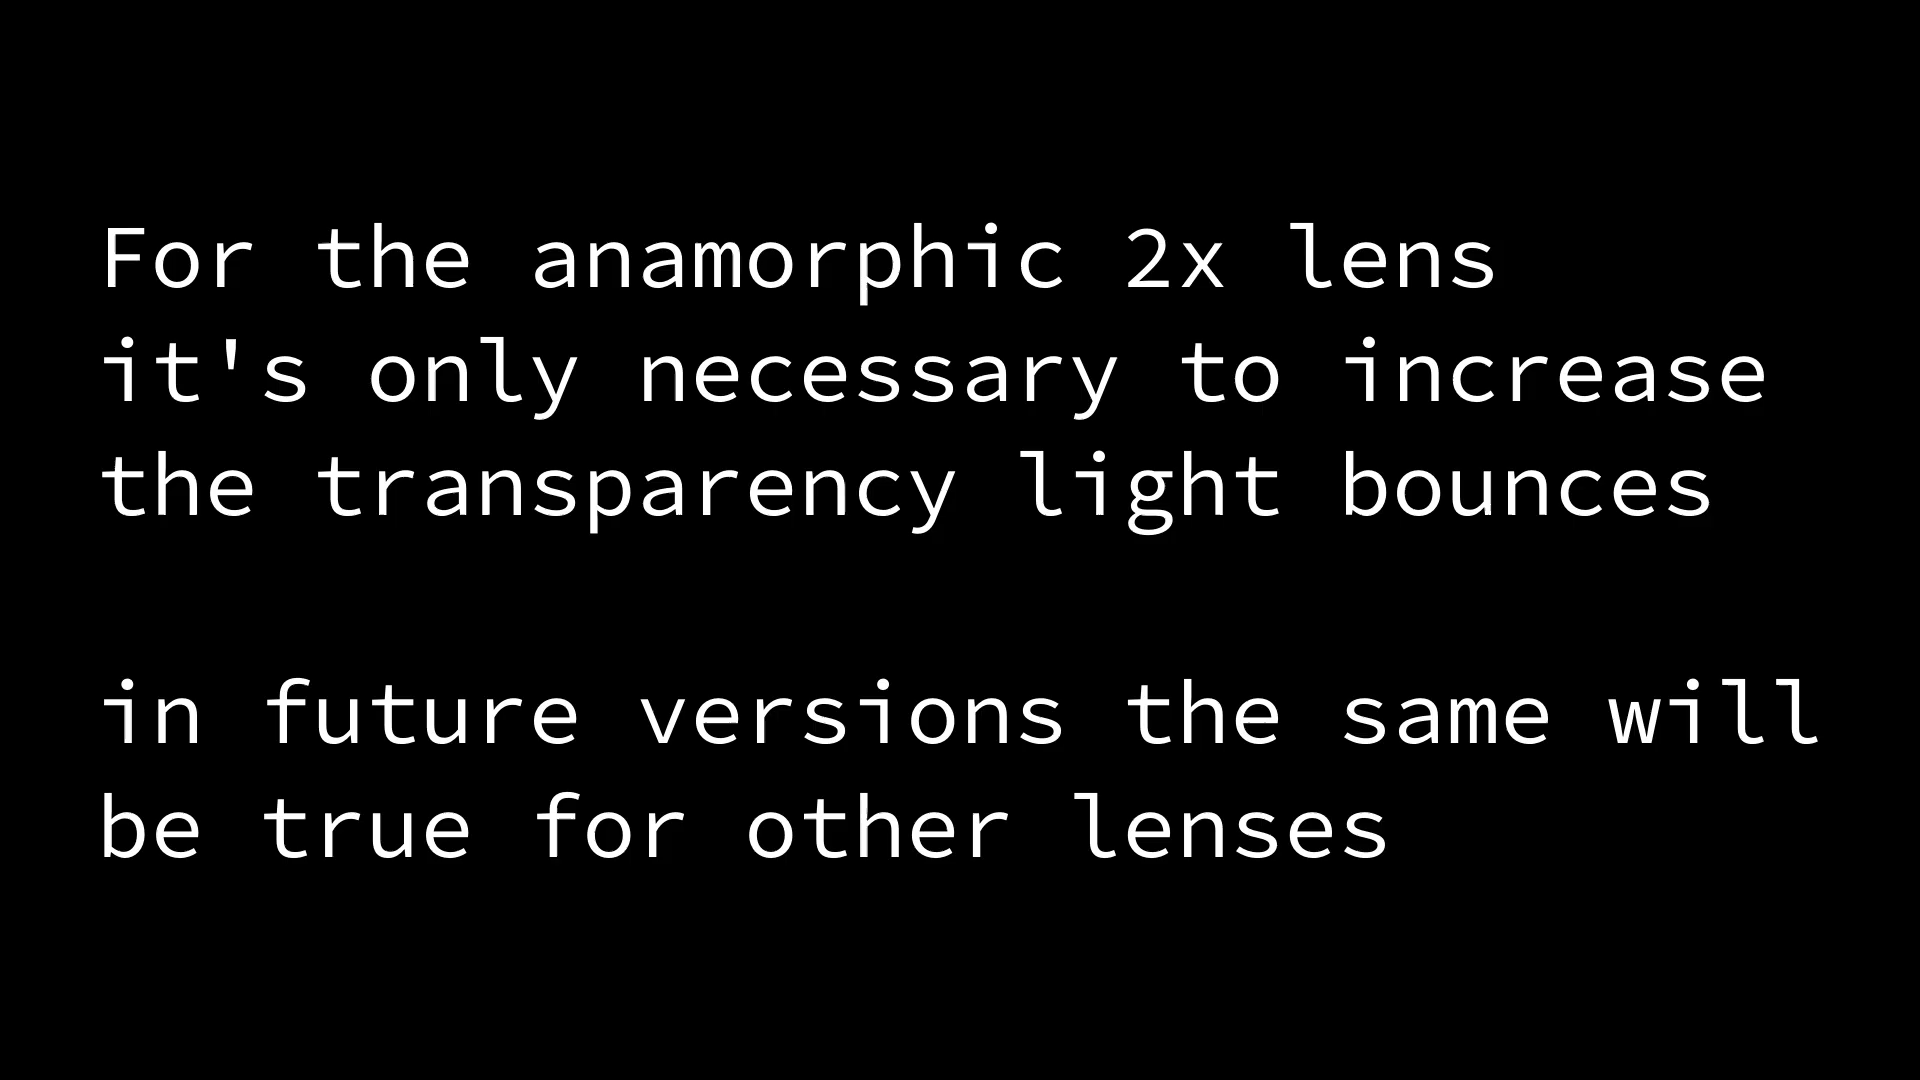 For the anamorphic 2x lens
it's only necessary to increase
the transparency light bounces
in future versions the same will
be true for other lenses